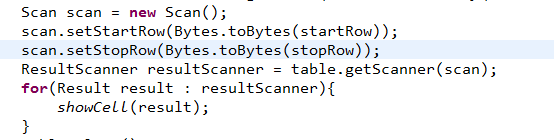 Scan scan = new Scan();
scan.setStartRow(Bytes.toBytes(startRow));
scan.setStopRow(Bytes.toBytes(stopRow));
ResultScanner resultScanner = table.getScanner(scan);
for(Result result : resultScanner){
showCell(result);
}